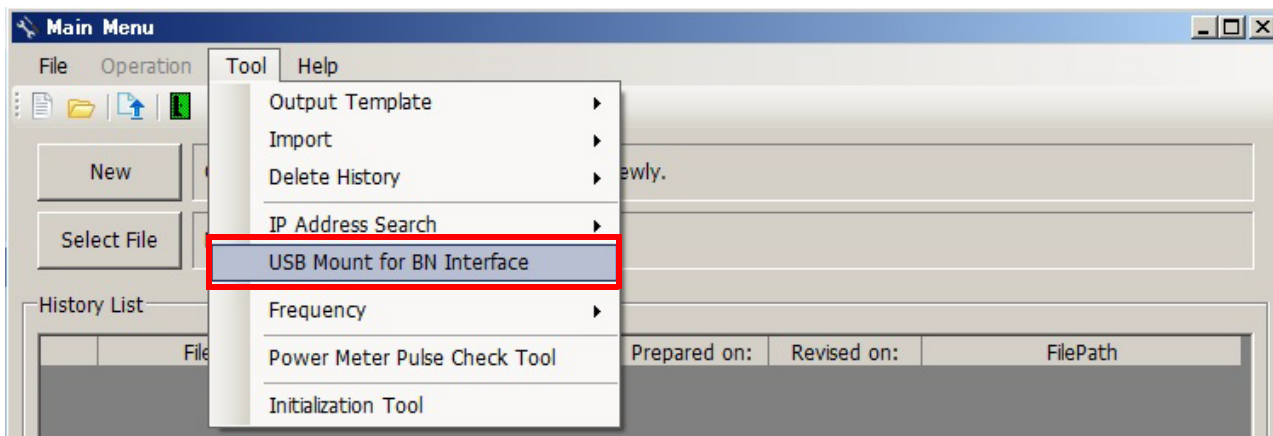 Main Menu
File Operation Tool Help
Output Template
Import
New
ewly.
Delete History
IP Address Search
Select File
USB Mount for BN Interface
History List
Frequency
File
Prepared on: Revised on: FilePath
Power Meter Pulse Check Tool
Initialization Tool